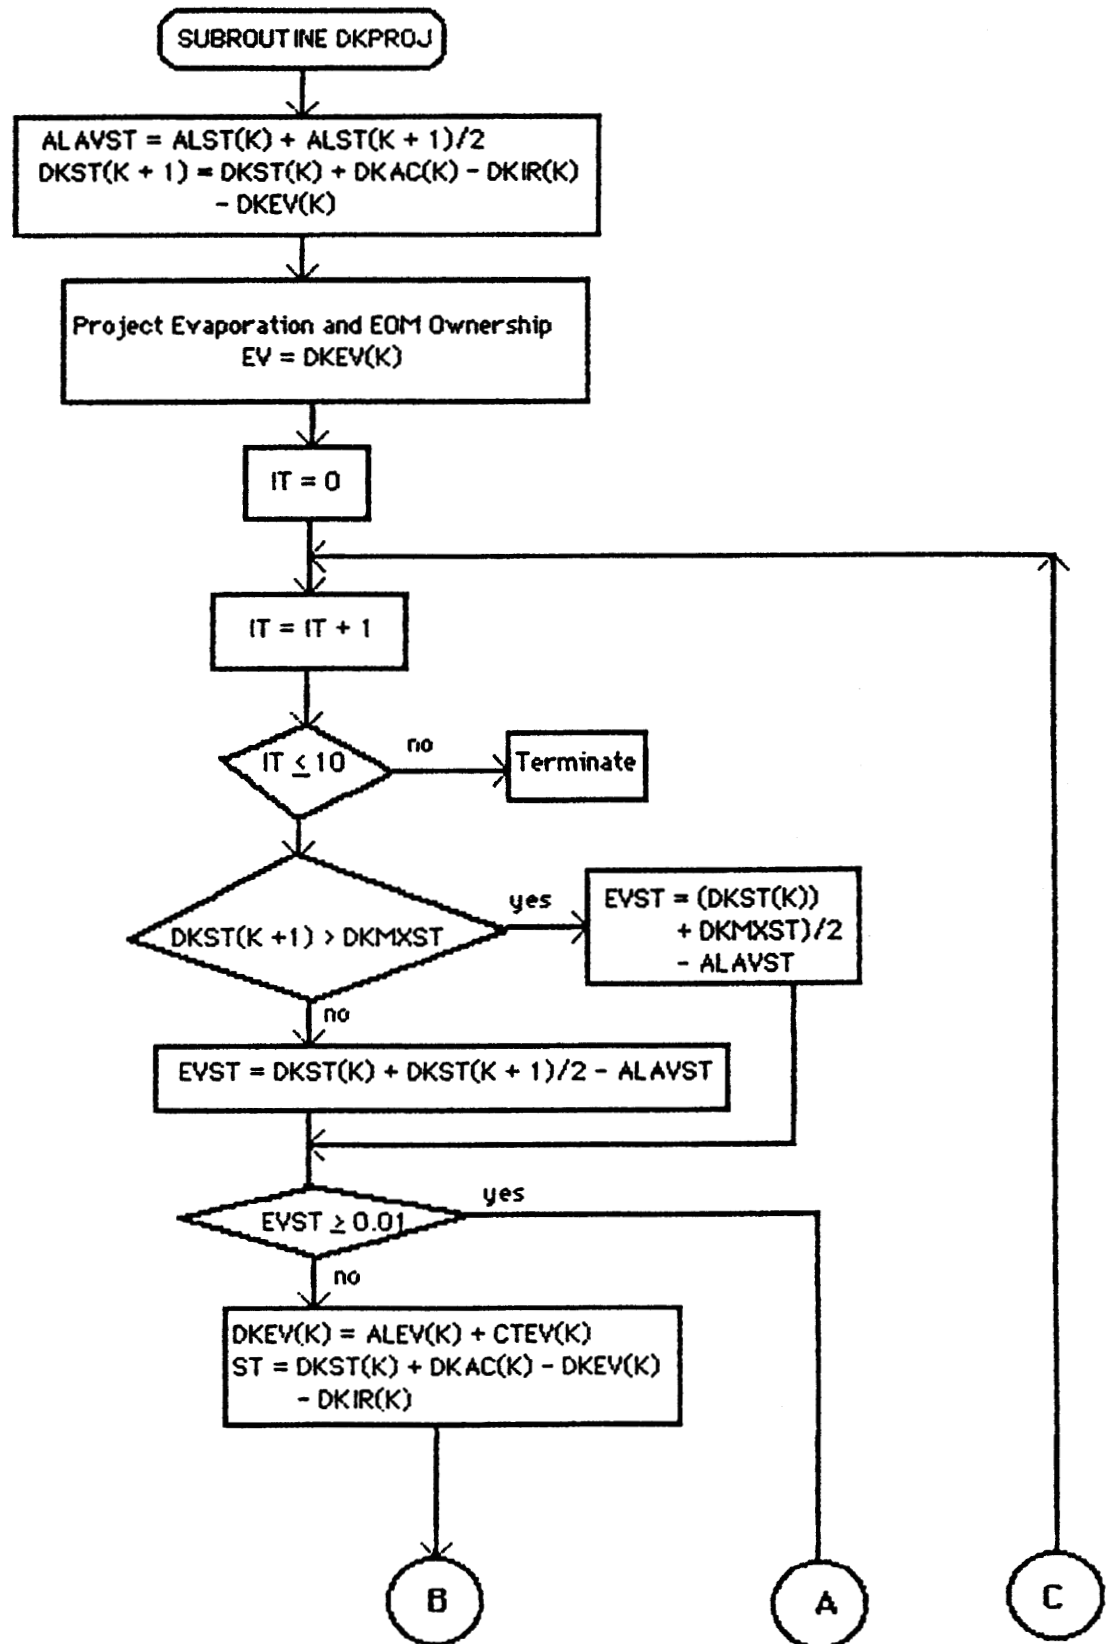 SUBROUTINE DKPROJ
ALAVST = ALST(K) + ALST(K + 1)/2
DKST(K + 1) = DKST(K) + DKAC(K) - DKIR(K)
- DKEV(K)
Project Evaporation and EOM Ownership
EV = DKEV(K)
IT = 0
IT = IT + 1
IT ≤ 10
no
Terminate
DKST(K +1) > DKMXST
yes
EVST = (DKST(K))
+ DKMXST)/2
- ALAVST
no
EVST = DKST(K) + DKST(K + 1)/2 - ALAVST
EVST ≥ 0.01
yes
no
DKEV(K) = ALEV(K) + CTEV(K)
ST = DKST(K) + DKAC(K) - DKEV(K)
- DKIR(K)
B
A
C